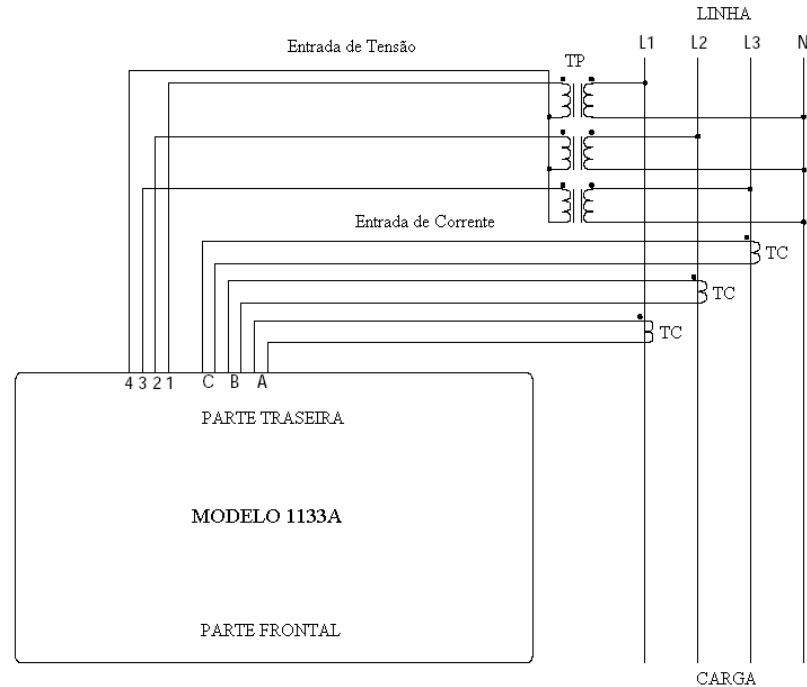 LINHA
L1 L2 L3 N
Entrada de Tensão
TP
Entrada de Corrente
TC
TC
TC
4 3 2 1 C B A
PARTE TRASEIRA
MODELO 1133A
PARTE FRONTAL
CARGA